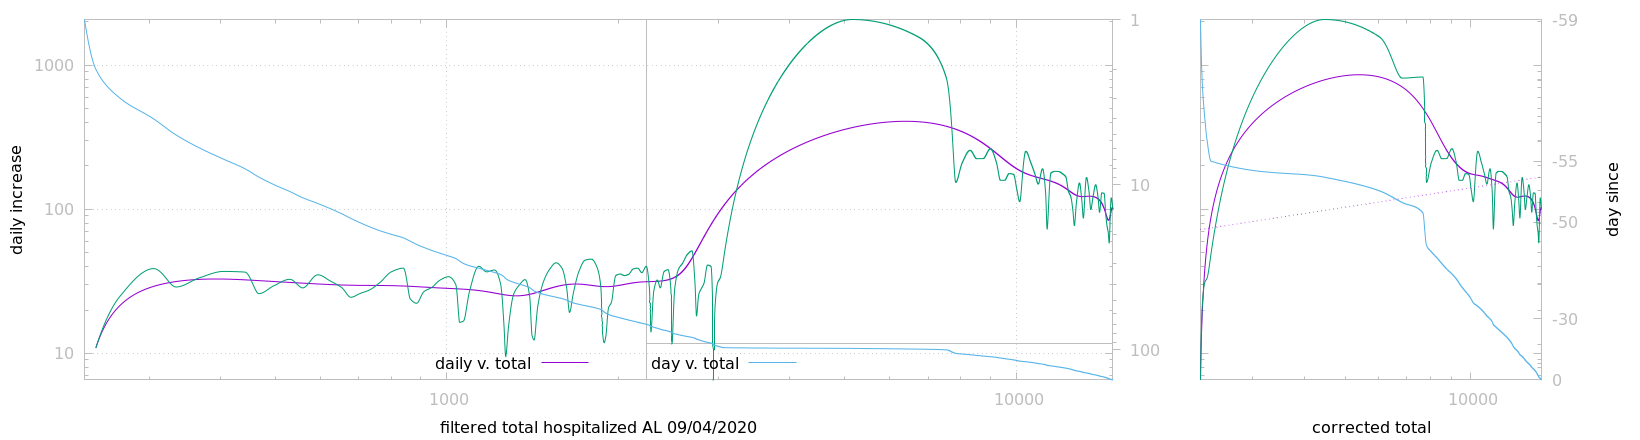 1000
100
10
daily increase
1000
10000
filtered total hospitalized AL 09/04/2020
daily v. total
day v. total
1
10
100
-59
-55
-50
-30
0
day since
10000
corrected total